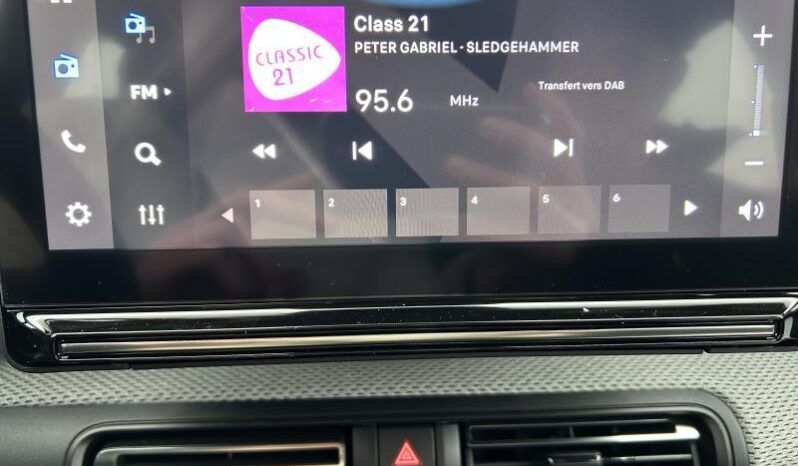 Class 21
CLASSIC
21
PETER GABRIEL · SLEDGEHAMMER
FM
95.6 MHz
Transfert vers DAB
1 2 3 4 5 6